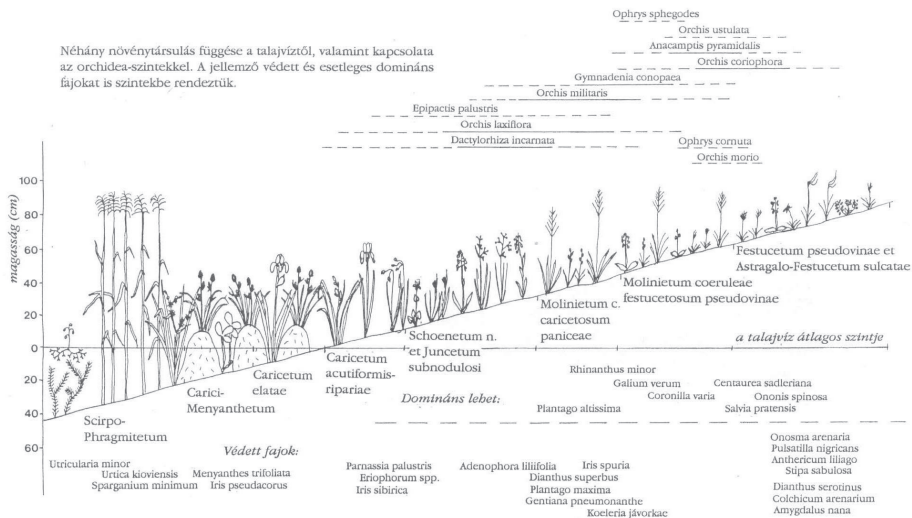 Néhány növénytársulás függése a talajvíztől, valamint kapcsolata
az orchidea-szintekkel. A jellemző védett és esetleges domináns
fajokat is szintekbe rendeztük.
Ophrys sphegodes
Orchis ustulata
Anacamptis pyramidalis
Orchis coriophora
Gymnadenia conopaea
Orchis militaris
Epipactis palustris
Orchis laxiflora
Dactylorhiza incarnata
Ophrys cornuta
Orchis morio
magasság (cm)
100
80
60
40
20
0
20
40
60
Festucetum pseudovinae et
Astragalo-Festucetum sulcatae
Molinietum coeruleae
festucetosum pseudovinae
Molinietum c.
caricetosum
paniceae
Schoenetum n.
et Juncetum
subnodulosi
Caricetum
acutiformis-
ripariae
Caricetum
elatae
Carici-
Menyanthetum
Scirpo-
Phragmitetum
a talajvíz átlagos szintje
Domináns lehet:
Rhinanthus minor
Galium verum
Centaurea sadleriana
Coronilla varia
Ononis spinosa
Plantago altissima
Salvia pratensis
Védett fajok:
Utricularia minor
Urtica kioviensis
Sparganium minimum
Menyanthes trifoliata
Iris pseudacorus
Parnassia palustris
Eriophorum spp.
Iris sibirica
Adenophora liliifolia
Iris spuria
Dianthus superbus
Plantago maxima
Gentiana pneumonanthe
Koeleria jávorkae
Onosma arenaria
Pulsatilla nigricans
Anthericum liliago
Stipa sabulosa
Dianthus serotinus
Colchicum arenarium
Amygdalus nana